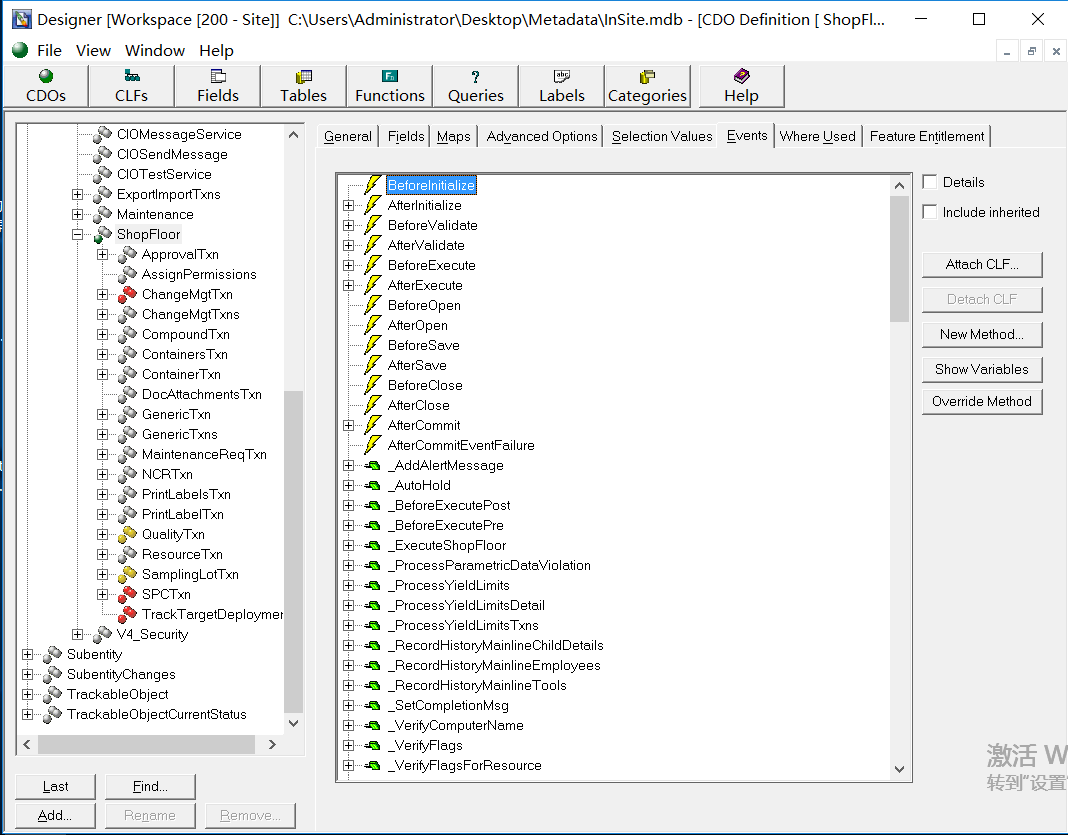 Designer [Workspace [200 - Site]]  C:\Users\Administrator\Desktop\Metadata\InSite.mdb - [CDO Definition [ ShopFl...
File View Window Help
CDOs CLFs Fields Tables Functions Queries Labels Categories Help
CIOMessageService
CIOSendMessage
CIOTestService
ExportImportTxns
Maintenance
ShopFloor
ApprovalTxn
AssignPermissions
ChangeMgtTxn
ChangeMgtTxns
CompoundTxn
ContainersTxn
ContainerTxn
DocAttachmentsTxn
GenericTxn
GenericTxns
MaintenanceReqTxn
NCRTxn
PrintLabelsTxn
PrintLabelTxn
QualityTxn
ResourceTxn
SamplingLotTxn
SPCTxn
TrackTargetDeploymen
V4_Security
Subentity
SubentityChanges
TrackableObject
TrackableObjectCurrentStatus
Last Find...
Add... Rename Remove...
General Fields Maps Advanced Options Selection Values Events Where Used Feature Entitlement
BeforeInitialize
AfterInitialize
BeforeValidate
AfterValidate
BeforeExecute
AfterExecute
BeforeOpen
AfterOpen
BeforeSave
AfterSave
BeforeClose
AfterClose
AfterCommit
AfterCommitEventFailure
_AddAlertMessage
_AutoHold
_BeforeExecutePost
_BeforeExecutePre
_ExecuteShopFloor
_ProcessParametricDataViolation
_ProcessYieldLimits
_ProcessYieldLimitsDetail
_ProcessYieldLimitsTxns
_RecordHistoryMainlineChildDetails
_RecordHistoryMainlineEmployees
_RecordHistoryMainlineTools
_SetCompletionMsg
_VerifyComputerName
_VerifyFlags
_VerifyFlagsForResource
Details
Include inherited
Attach CLF...
Detach CLF
New Method...
Show Variables
Override Method
激活 W
转到"设置"